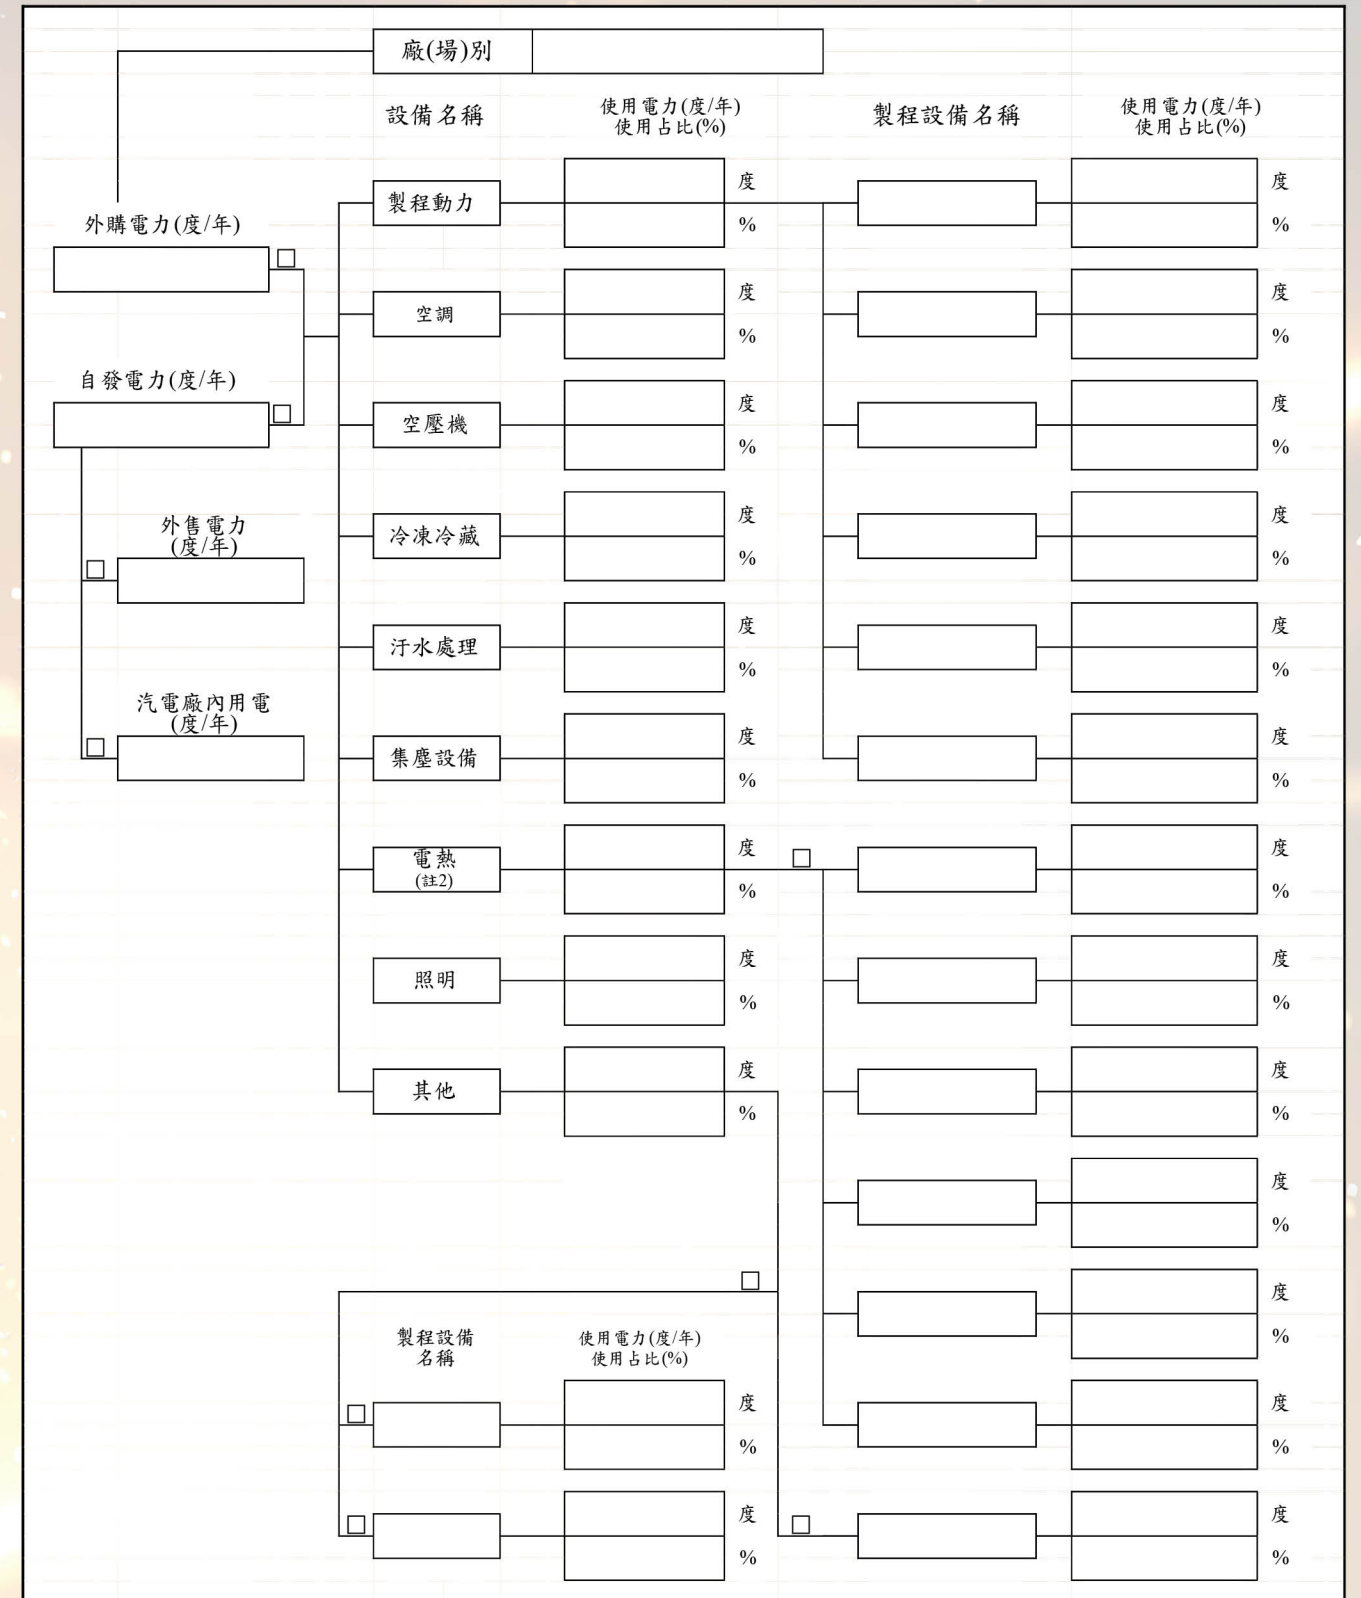 廠(場)別
設備名稱
使用電力(度/年)
使用占比(%)
製程設備名稱
使用電力(度/年)
使用占比(%)
外購電力(度/年)
製程動力
度
%
度
%
空調
度
%
度
%
自發電力(度/年)
空壓機
度
%
度
%
外售電力
(度/年)
冷凍冷藏
度
%
度
%
汙水處理
度
%
度
%
汽電廠內用電
(度/年)
集塵設備
度
%
度
%
電熱
(註2)
度
%
度
%
照明
度
%
度
%
其他
度
%
度
%
度
%
度
%
製程設備
名稱
使用電力(度/年)
使用占比(%)
度
%
度
%
度
%
度
%